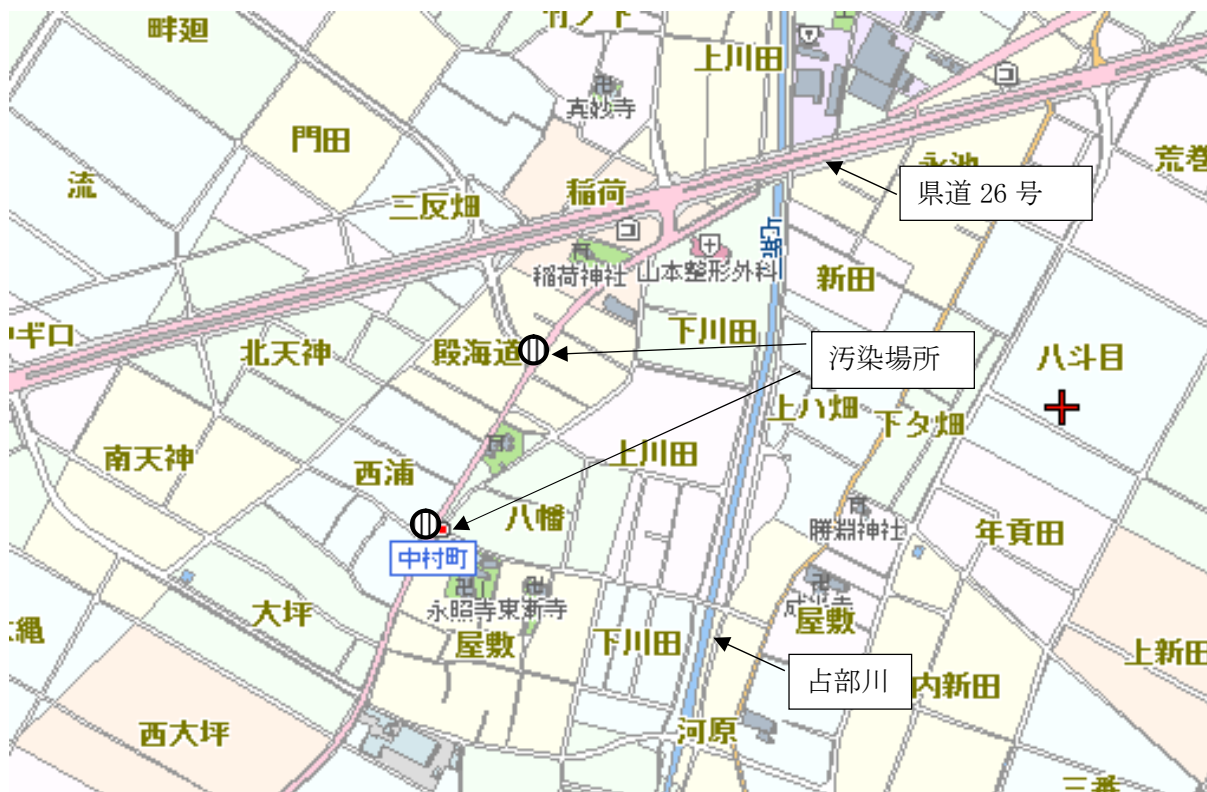 畔廻
上川田
真妙寺
門田
永池
荒巻
県道 26 号
流
稲荷
三反畑
稲荷神社
山本整形外科
新田
北天神
殿海道
下川田
汚染場所
八斗目
上ハ畑
下夕畑
南天神
西浦
上川田
八幡
勝淵神社
年貢田
中村町
永照寺
東漸寺
大坪
屋敷
下川田
屋敷
上新田
占部川
内新田
西大坪
河原
三番